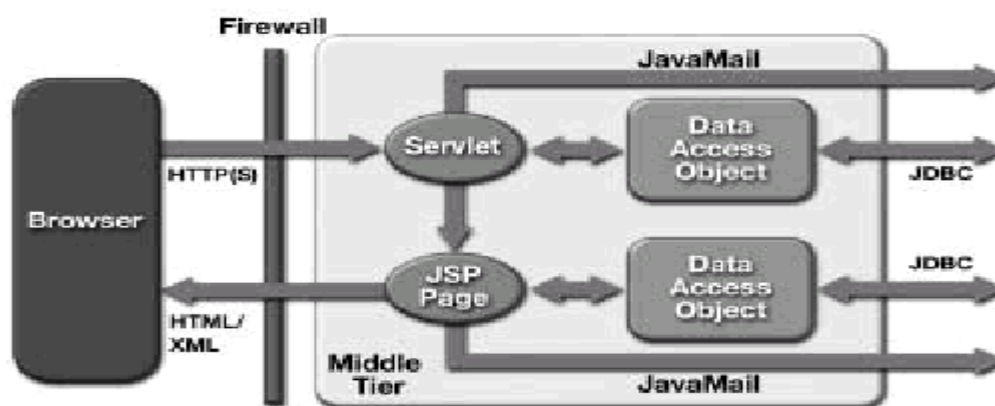 Firewall
JavaMail
Servlet
Data
Access
Object
HTTP(S)
JDBC
Browser
JSP
Page
Data
Access
Object
JDBC
HTML/
XML
Middle
Tier
JavaMail